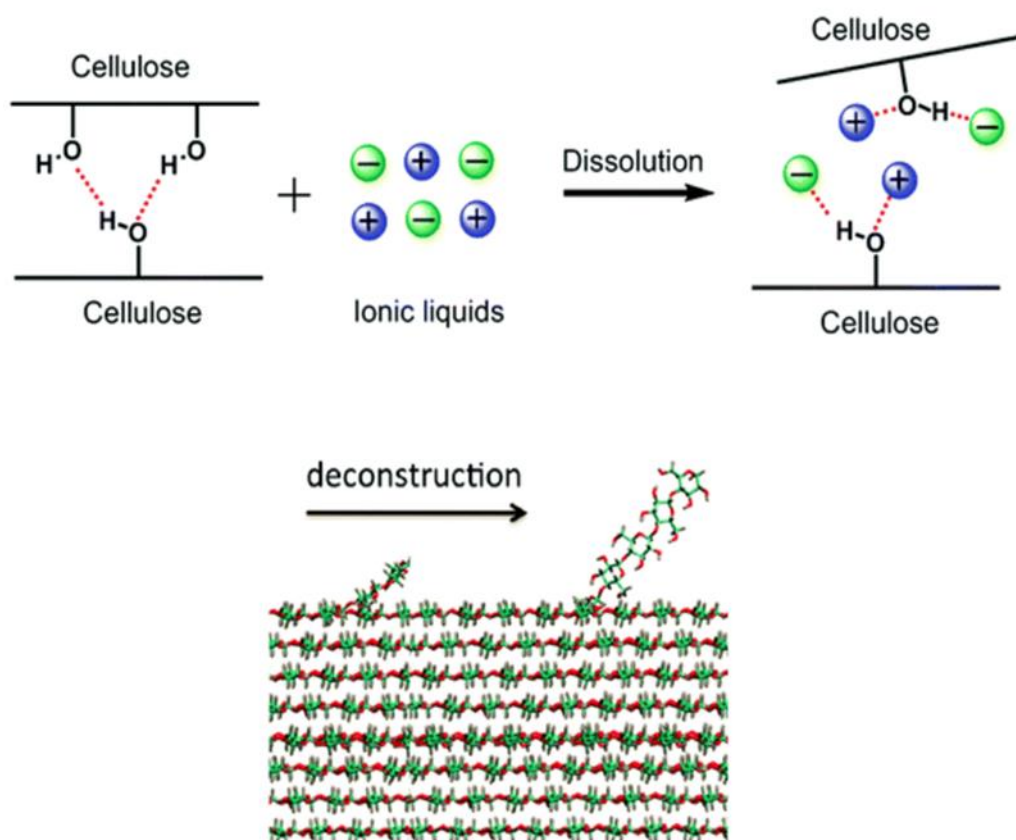 Cellulose
H
O
O
H
H
O
Cellulose
+
− + −
+ − +
Ionic liquids
Dissolution
Cellulose
+
O
H
−
−
+
H
O
Cellulose
deconstruction